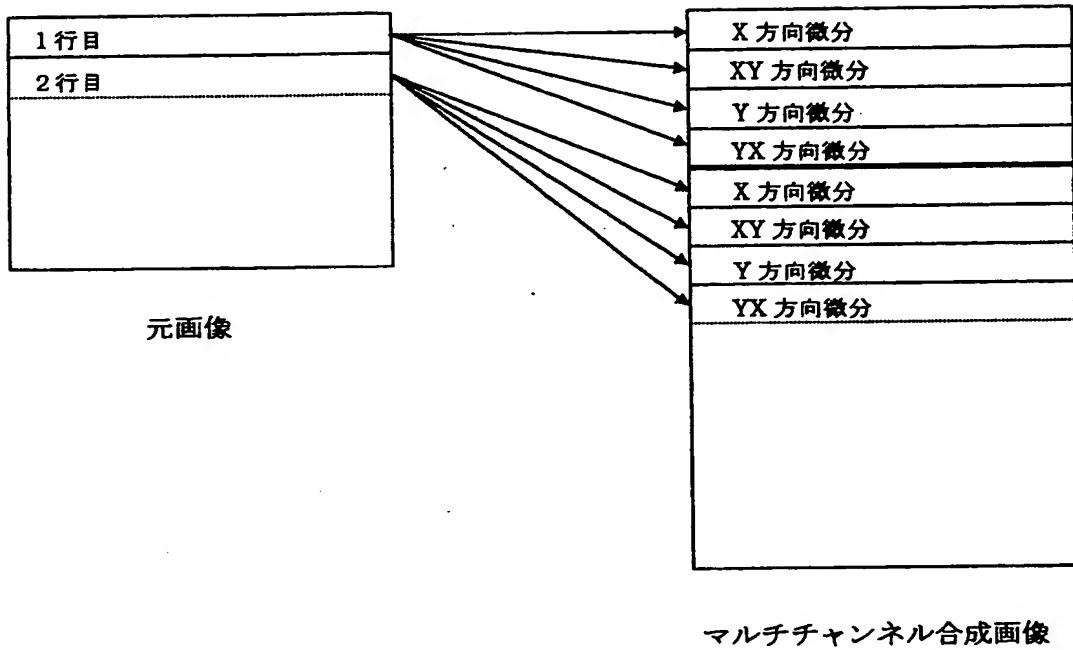 1行目
2行目
元画像
X 方向微分
XY 方向微分
Y 方向微分
YX 方向微分
X 方向微分
XY 方向微分
Y 方向微分
YX 方向微分
マルチチャンネル合成画像